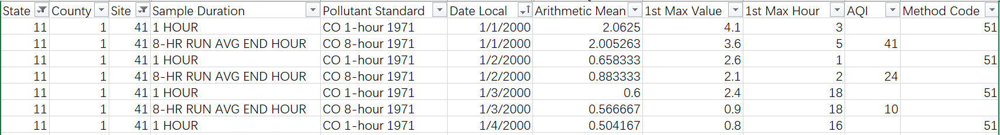 State County Site Sample Duration Pollutant Standard Date Local Arithmetic Mean 1st Max Value 1st Max Hour AQI Method Code
11 1 41 1 HOUR CO 1-hour 1971 1/1/2000 2.0625 4.1 3 51
11 1 41 8-HR RUN AVG END HOUR CO 8-hour 1971 1/1/2000 2.005263 3.6 5 41
11 1 41 1 HOUR CO 1-hour 1971 1/2/2000 0.658333 2.6 1 51
11 1 41 8-HR RUN AVG END HOUR CO 8-hour 1971 1/2/2000 0.883333 2.1 2 24
11 1 41 1 HOUR CO 1-hour 1971 1/3/2000 0.6 2.4 18 51
11 1 41 8-HR RUN AVG END HOUR CO 8-hour 1971 1/3/2000 0.566667 0.9 18 10
11 1 41 1 HOUR CO 1-hour 1971 1/4/2000 0.504167 0.8 16 51